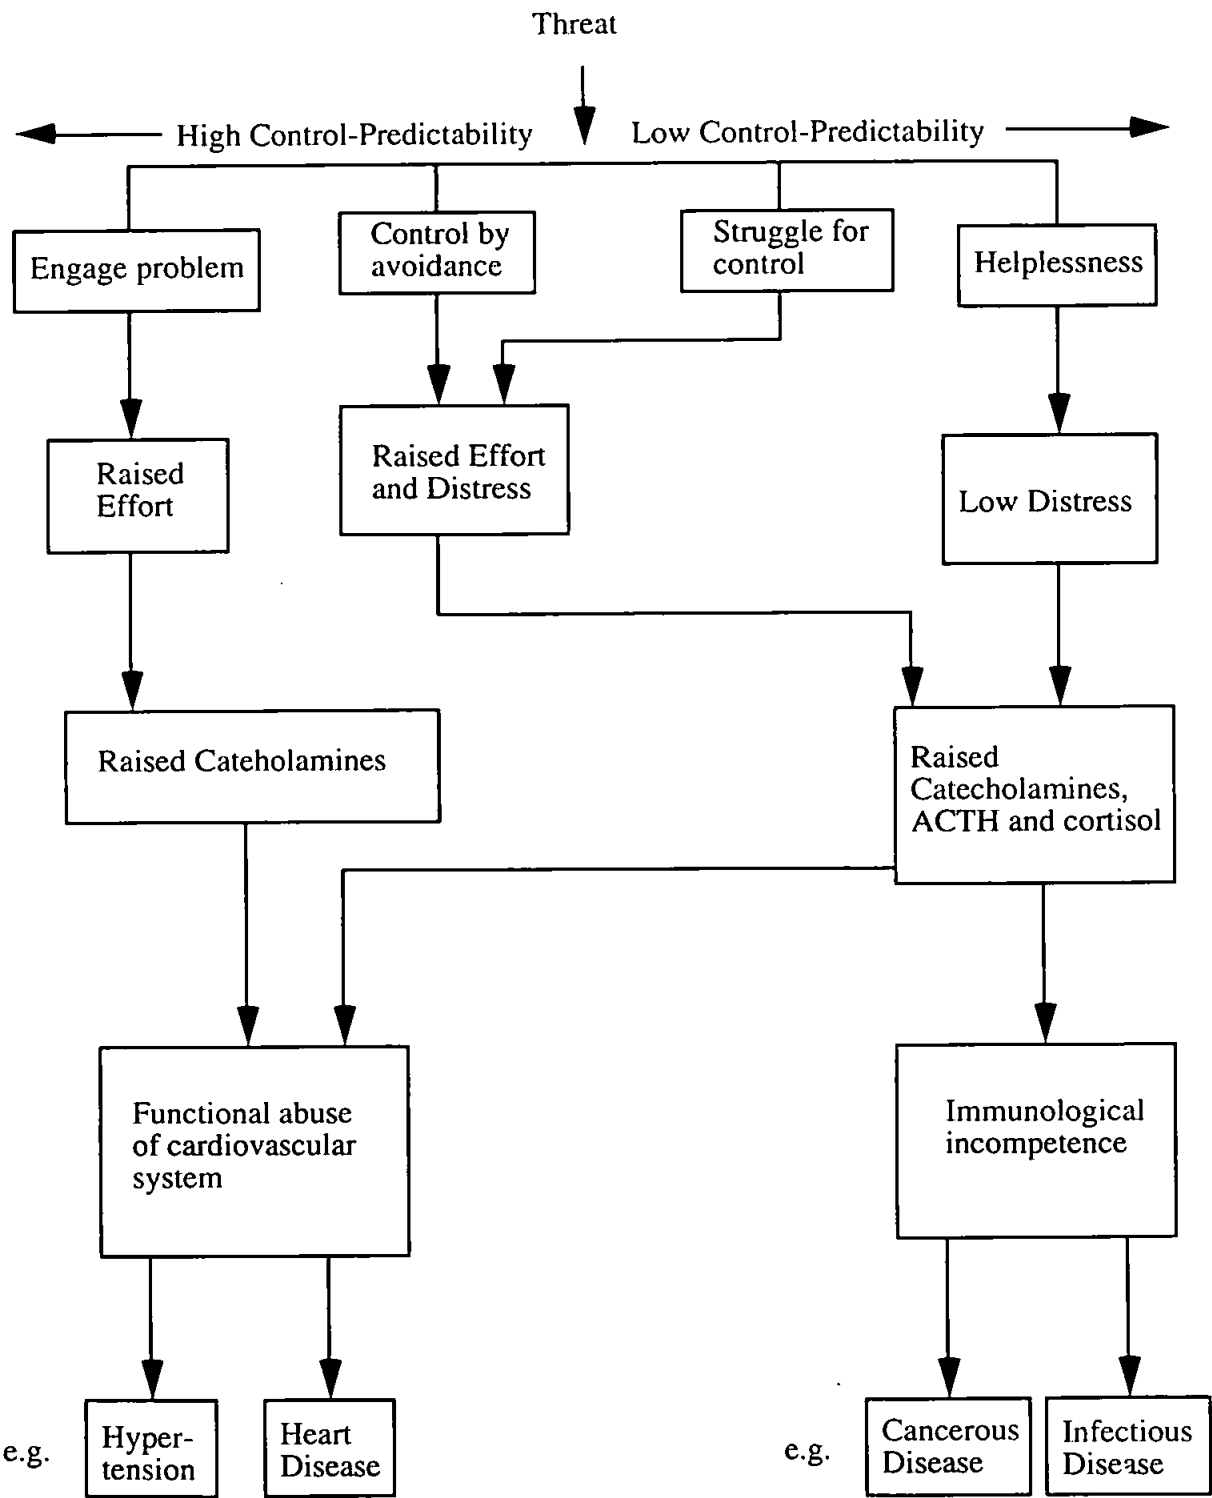 Threat
High Control-Predictability
Low Control-Predictability
Engage problem
Control by
avoidance
Struggle for
control
Helplessness
Raised
Effort
Raised Effort
and Distress
Low Distress
Raised Cateholamines
Raised
Catecholamines,
ACTH and cortisol
Functional abuse
of cardiovascular
system
Immunological
incompetence
e.g.
Hyper-
tension
Heart
Disease
e.g.
Cancerous
Disease
Infectious
Disease